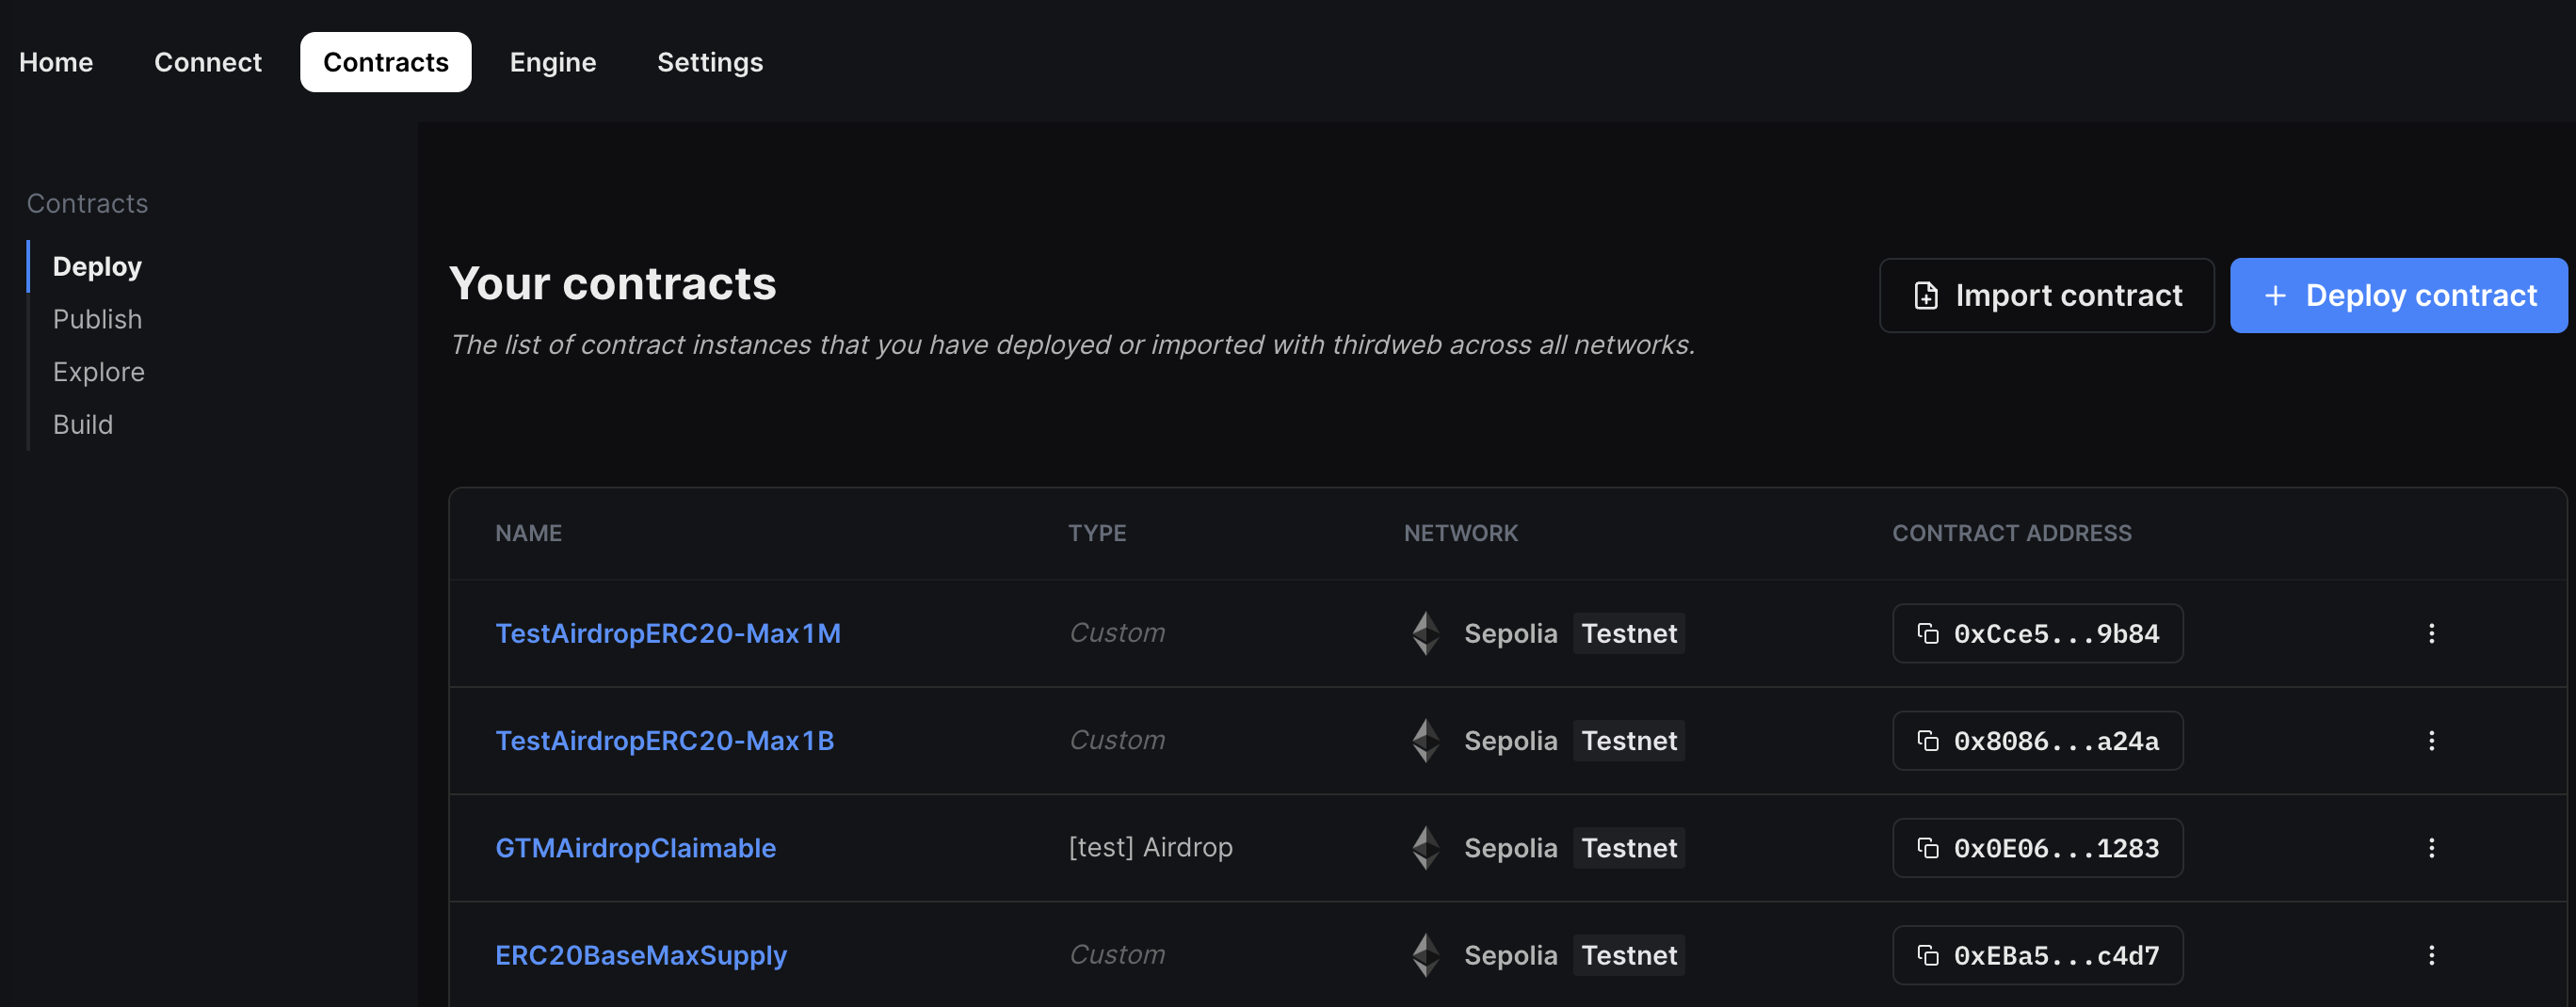 Home Connect Contracts Engine Settings
Contracts
Deploy
Publish
Explore
Build
Your contracts
The list of contract instances that you have deployed or imported with thirdweb across all networks.
Import contract
+ Deploy contract
NAME TYPE NETWORK CONTRACT ADDRESS
TestAirdropERC20-Max1M Custom Sepolia Testnet 0xCce5...9b84
TestAirdropERC20-Max1B Custom Sepolia Testnet 0x8086...a24a
GTMAirdropClaimable [test] Airdrop Sepolia Testnet 0x0E06...1283
ERC20BaseMaxSupply Custom Sepolia Testnet 0xEBa5...c4d7